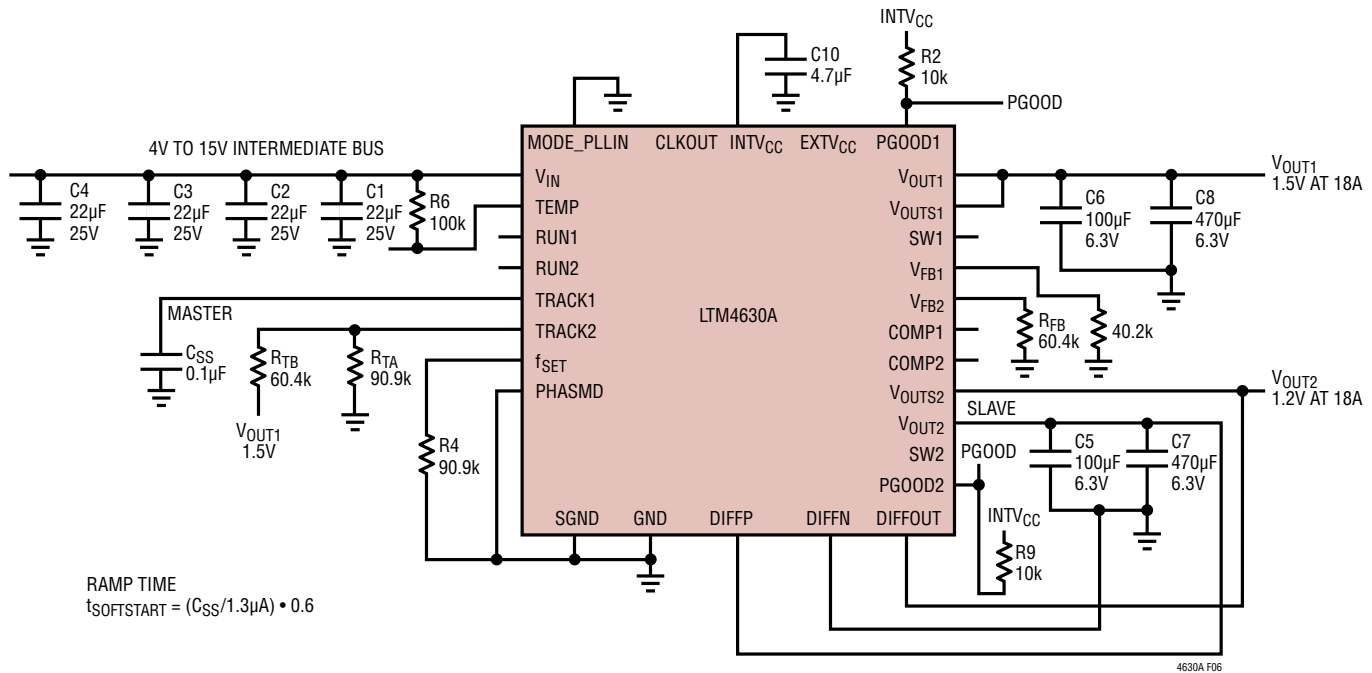 INTVCC
R2
10k
PGOOD
C10
4.7µF
MODE_PLLIN
CLKOUT
INTVCC
EXTVCC
PGOOD1
4V TO 15V INTERMEDIATE BUS
C4
22µF
25V
C3
22µF
25V
C2
22µF
25V
C1
22µF
25V
R6
100k
VIN
TEMP
RUN1
RUN2
TRACK1
TRACK2
fSET
PHASMD
MASTER
CSS
0.1µF
RTB
60.4k
RTA
90.9k
VOUT1
1.5V
R4
90.9k
LTM4630A
VOUT1
VOUTS1
SW1
VFB1
VFB2
COMP1
COMP2
VOUTS2
VOUT2
SW2
PGOOD2
SGND
GND
DIFFP
DIFFN
DIFFOUT
C6
100µF
6.3V
C8
470µF
6.3V
VOUT1
1.5V AT 18A
RFB
60.4k
40.2k
VOUT2
1.2V AT 18A
SLAVE
PGOOD
C5
100µF
6.3V
C7
470µF
6.3V
INTVCC
R9
10k
RAMP TIME
tSOFTSTART = (CSS/1.3µA) • 0.6
4630A F06